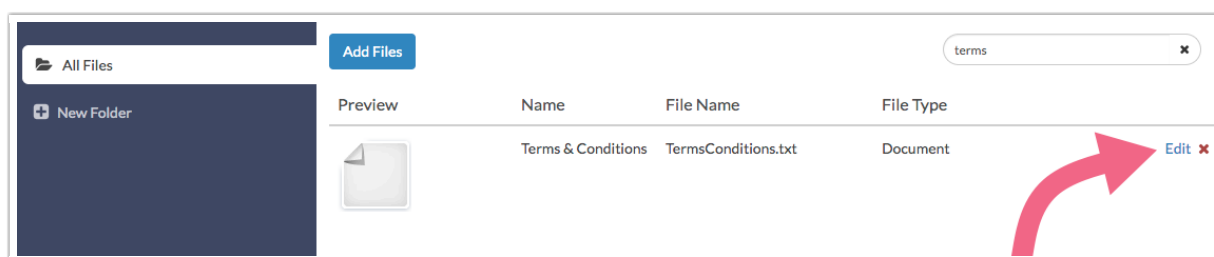 All Files
New Folder
Add Files
terms
Preview Name File Name File Type
Terms & Conditions TermsConditions.txt Document Edit